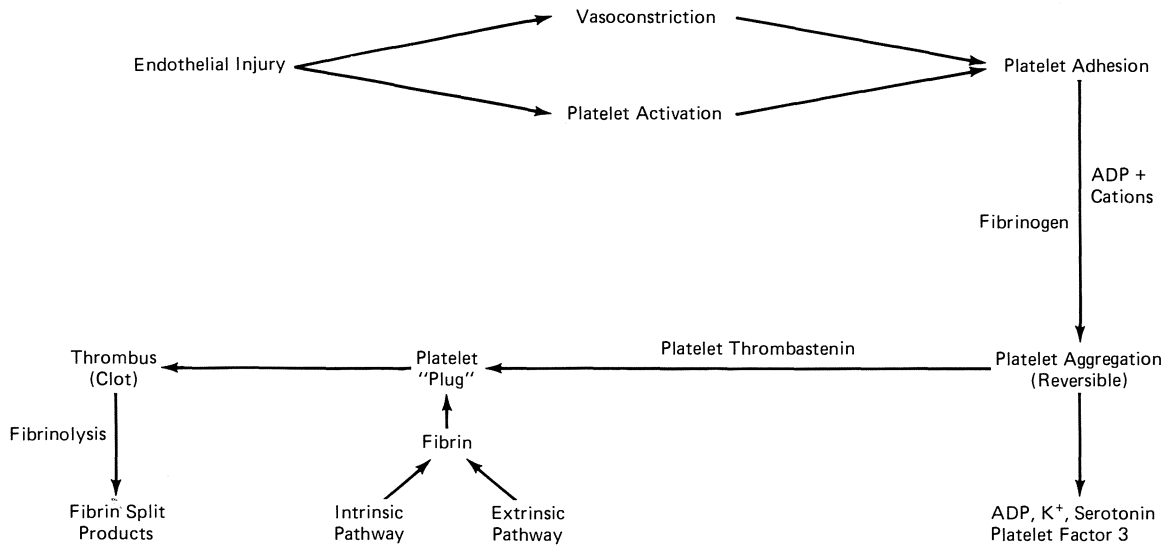 Vasoconstriction
Endothelial Injury
Platelet Adhesion
Platelet Activation
ADP +
Cations
Fibrinogen
Platelet Thrombastenin
Thrombus
(Clot)
Platelet
"Plug"
Platelet Aggregation
(Reversible)
Fibrinolysis
Fibrin
Fibrin Split
Products
Intrinsic
Pathway
Extrinsic
Pathway
ADP, K⁺, Serotonin
Platelet Factor 3